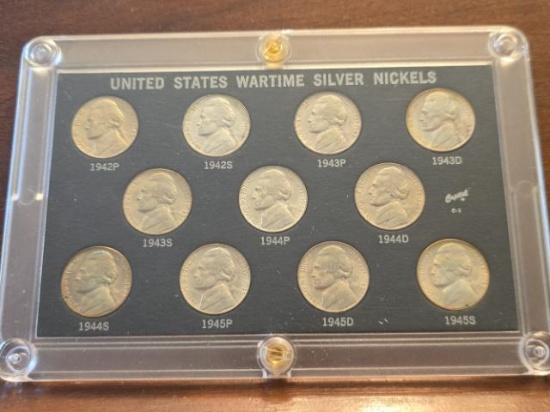 UNITED STATES WARTIME SILVER NICKELS
1942P 1942S 1943P 1943D
1943S 1944P 1944D
1944S 1945P 1945D 1945S